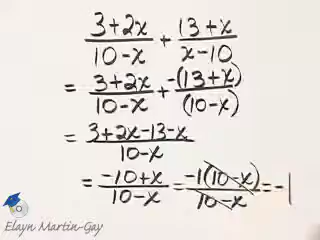 3+2x/10-x + 13+x/x-10
= 3+2x/10-x + -(13+x)/(10-x)
= 3+2x-13-x/10-x
= -10+x/10-x = -1(10-x)/10-x = -1
Elayn Martin-Gay